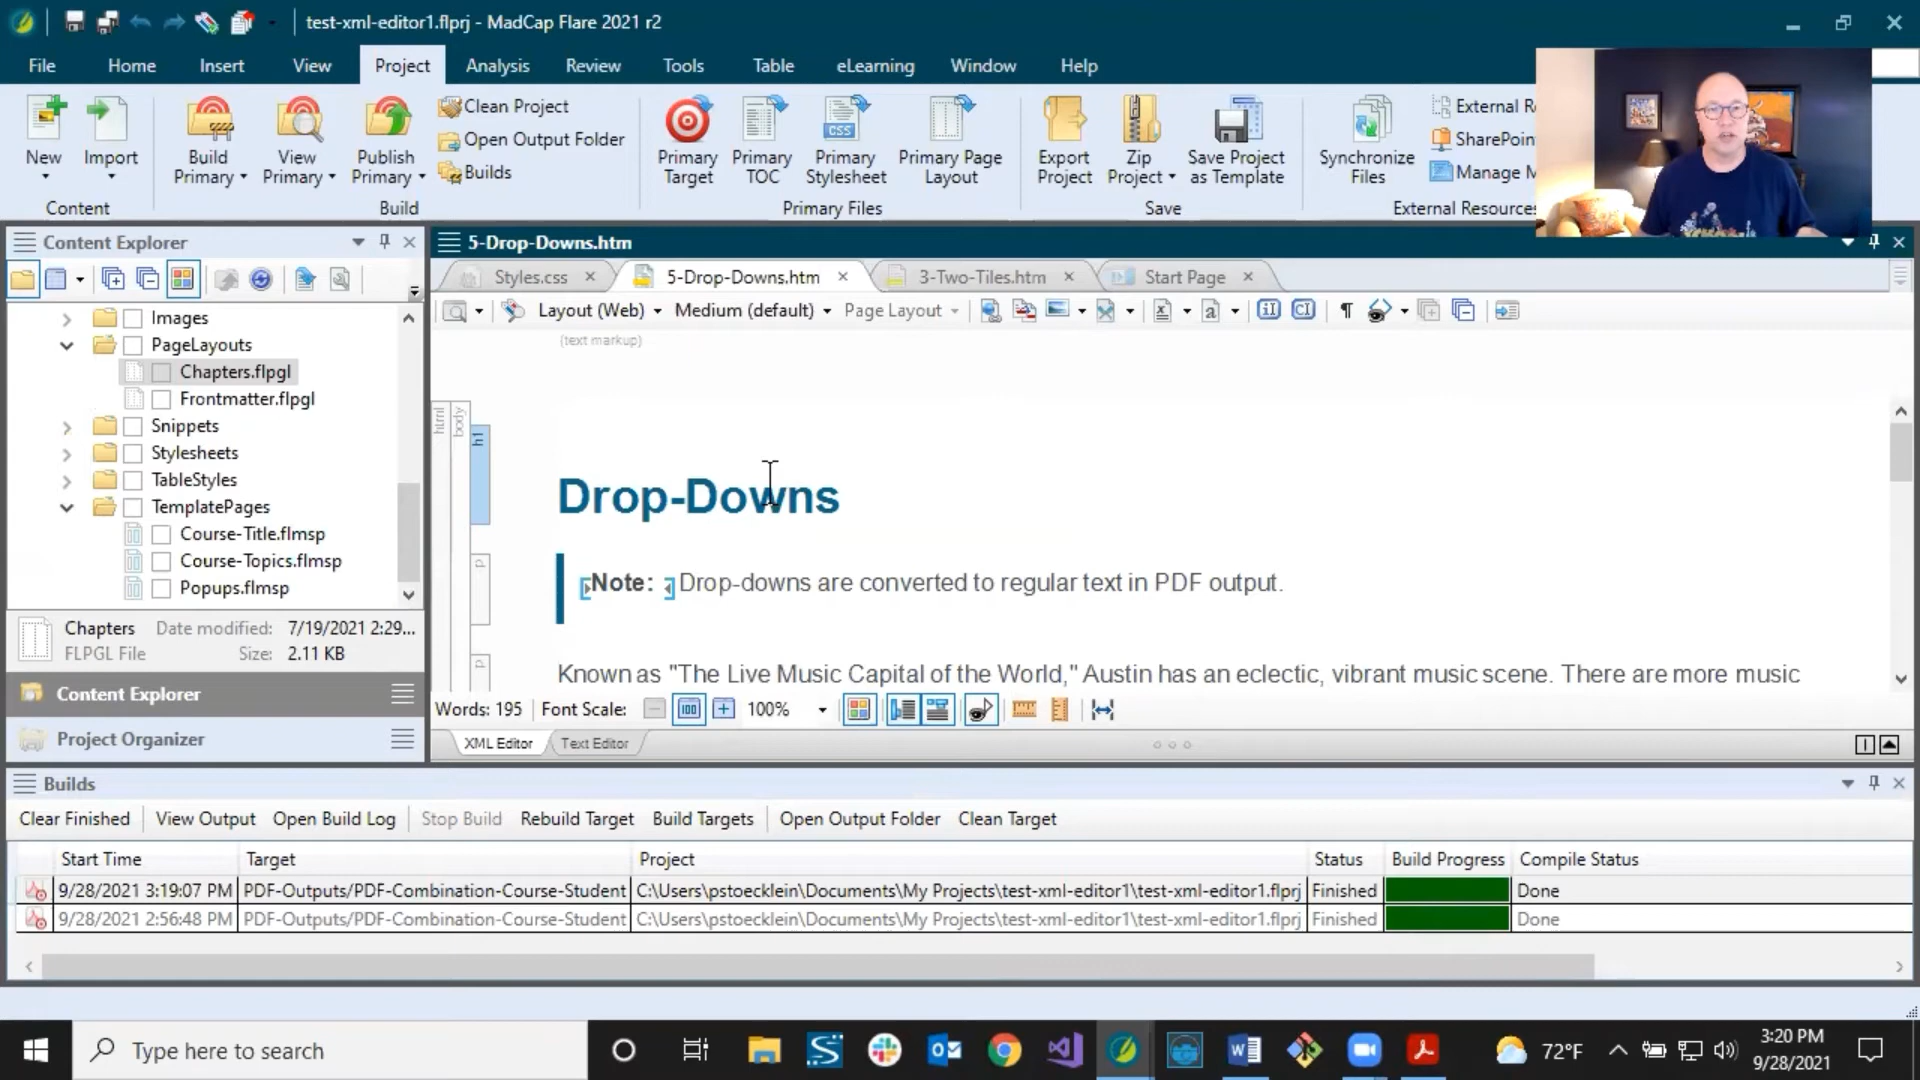 test-xml-editor1.flprj - MadCap Flare 2021 r2
File Home Insert View Project Analysis Review Tools Table eLearning Window Help
New Import Build Primary View Primary Publish Primary
Clean Project
Open Output Folder
Builds
Primary Target Primary TOC Primary Stylesheet Primary Page Layout
Export Project Zip Project Save Project as Template
Synchronize Files
External R
SharePoin
Manage M
Content Build Primary Files Save External Resources
Content Explorer
Images
PageLayouts
Chapters.flpgl
Frontmatter.flpgl
Snippets
Stylesheets
TableStyles
TemplatePages
Course-Title.flmsp
Course-Topics.flmsp
Popups.flmsp
Chapters Date modified: 7/19/2021 2:29...
FLPGL File Size: 2.11 KB
Content Explorer
Project Organizer
5-Drop-Downs.htm
Styles.css 5-Drop-Downs.htm 3-Two-Tiles.htm Start Page
Layout (Web) Medium (default) Page Layout
(text markup)
html body h1
Drop-Downs
p
Note: Drop-downs are converted to regular text in PDF output.
p
Known as "The Live Music Capital of the World," Austin has an eclectic, vibrant music scene. There are more music
Words: 195 Font Scale: 100 100%
XML Editor Text Editor
Builds
Clear Finished View Output Open Build Log Stop Build Rebuild Target Build Targets Open Output Folder Clean Target
Start Time Target Project Status Build Progress Compile Status
9/28/2021 3:19:07 PM PDF-Outputs/PDF-Combination-Course-Student C:\Users\pstoecklein\Documents\My Projects\test-xml-editor1\test-xml-editor1.flprj Finished Done
9/28/2021 2:56:48 PM PDF-Outputs/PDF-Combination-Course-Student C:\Users\pstoecklein\Documents\My Projects\test-xml-editor1\test-xml-editor1.flprj Finished Done
Type here to search
72°F
3:20 PM
9/28/2021